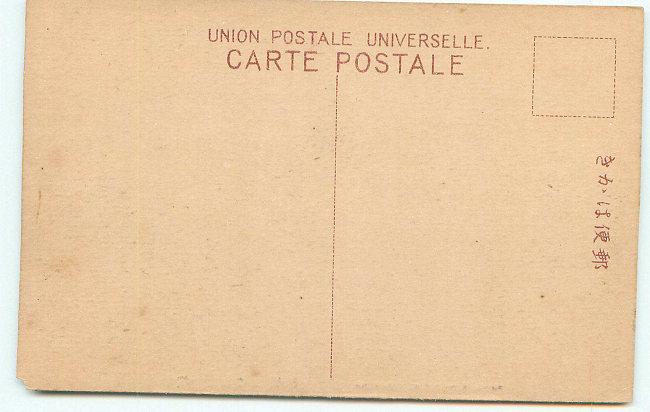 UNION POSTALE UNIVERSELLE.
CARTE POSTALE
郵便はかき